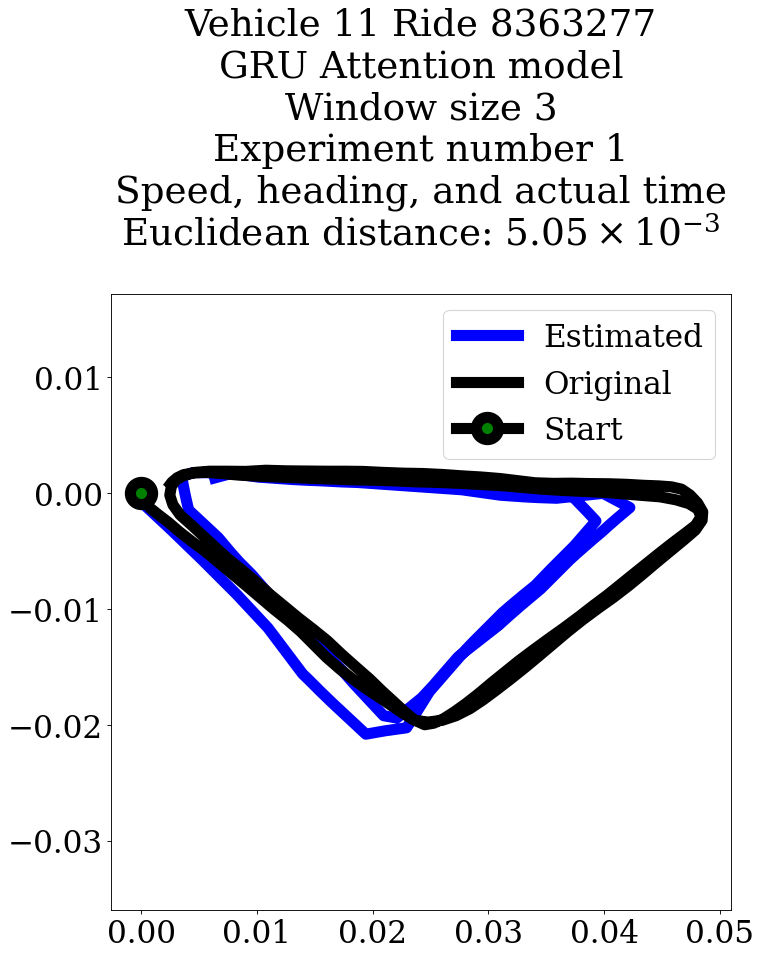 Vehicle 11 Ride 8363277
GRU Attention model
Window size 3
Experiment number 1
Speed, heading, and actual time
Euclidean distance: 5.05 × 10⁻³
Estimated
Original
Start
0.01
0.00
−0.01
−0.02
−0.03
0.00 0.01 0.02 0.03 0.04 0.05